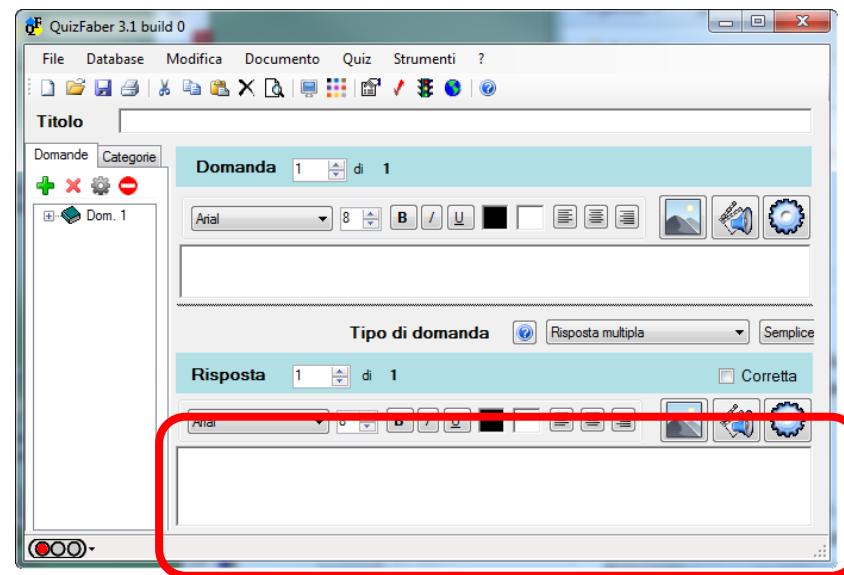 QuizFaber 3.1 build 0
File Database Modifica Documento Quiz Strumenti ?
Titolo
Domande Categorie
Domanda 1 di 1
Dom. 1
Arial 8 B I U
Tipo di domanda Risposta multipla Semplice
Risposta 1 di 1 Corretta
Arial 8 B I U